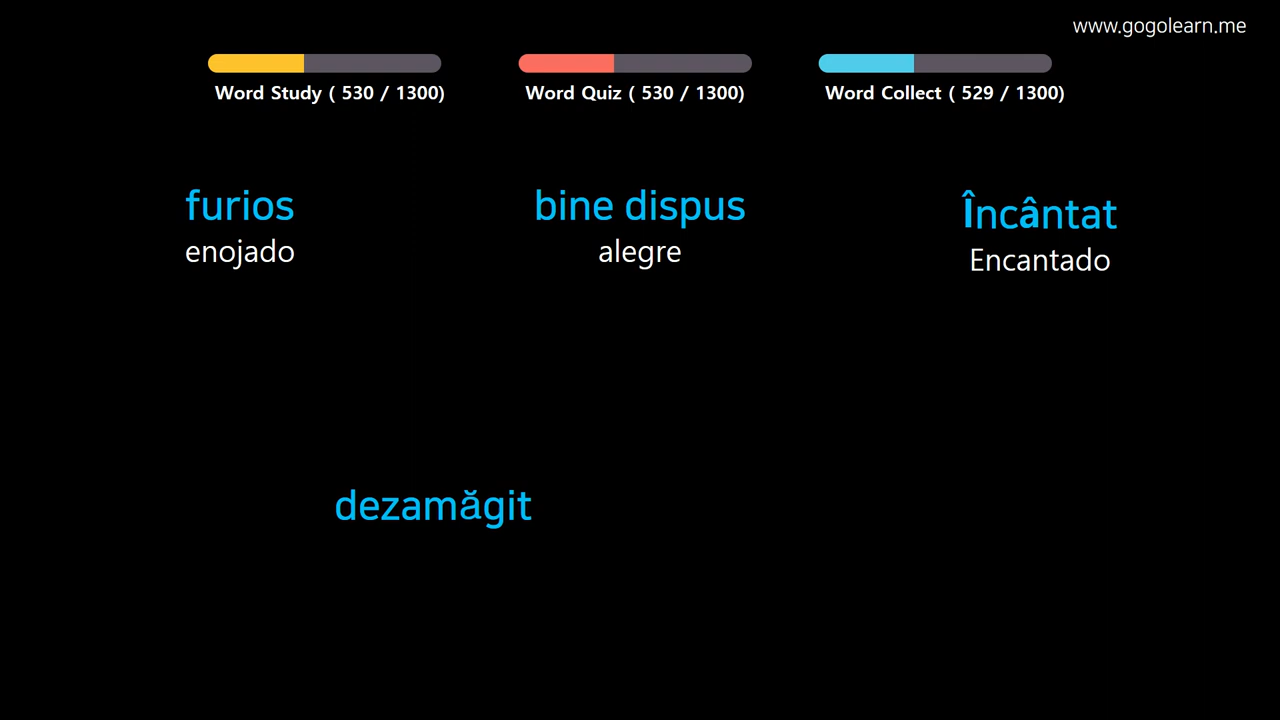 www.gogolearn.me
Word Study ( 530 / 1300)
Word Quiz ( 530 / 1300)
Word Collect ( 529 / 1300)
furios
enojado
bine dispus
alegre
Încântat
Encantado
dezamăgit